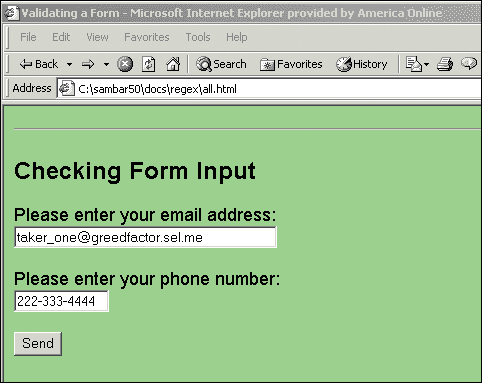 Validating a Form - Microsoft Internet Explorer provided by America Online
File Edit View Favorites Tools Help
Back Search Favorites History
Address C:\sambar50\docs\regex\all.html
Checking Form Input
Please enter your email address:
taker_one@greedfactor.sel.me
Please enter your phone number:
222-333-4444
Send